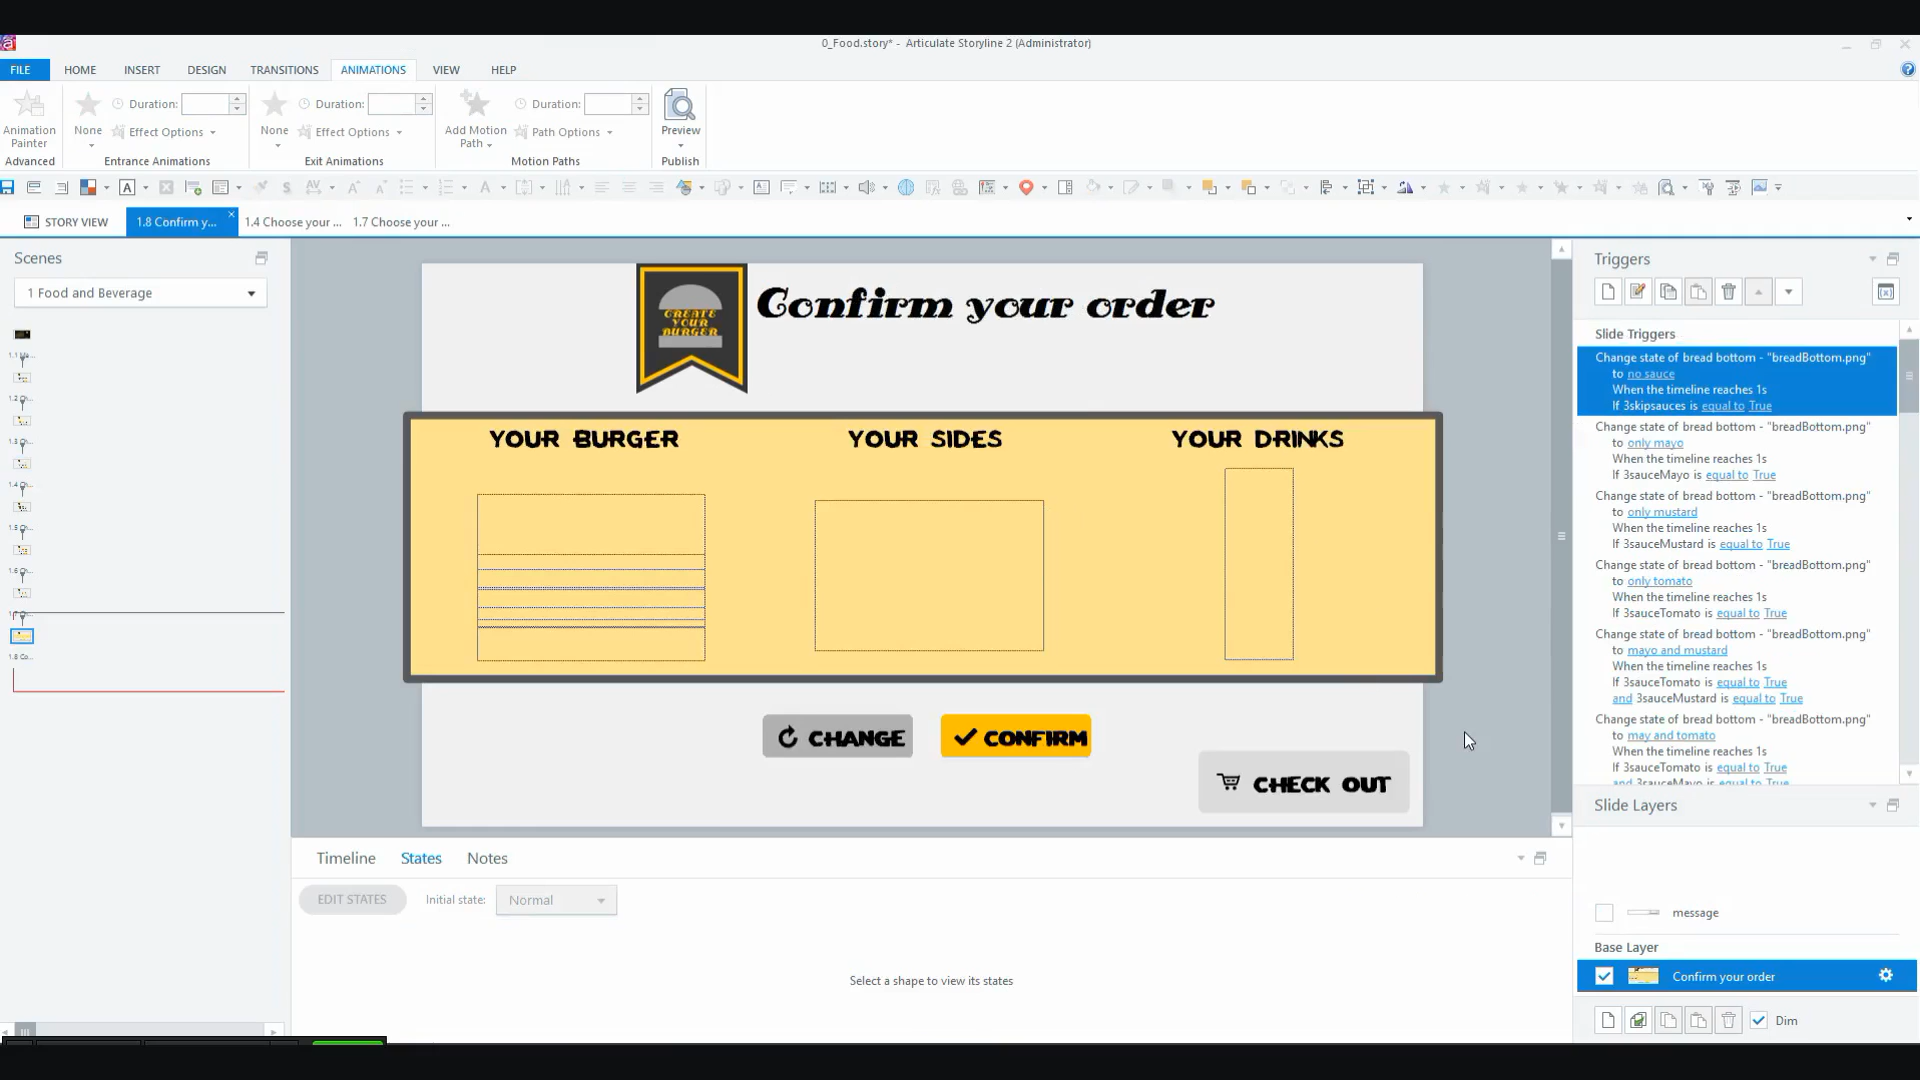 0_Food.story* - Articulate Storyline 2 (Administrator)
FILE HOME INSERT DESIGN TRANSITIONS ANIMATIONS VIEW HELP
Animation
Painter
Advanced
None
Duration:
Effect Options
Entrance Animations
None
Duration:
Effect Options
Exit Animations
Add Motion
Path
Duration:
Path Options
Motion Paths
Preview
Publish
STORY VIEW
1.8 Confirm y...
1.4 Choose your ...
1.7 Choose your ...
Scenes
1 Food and Beverage
CREATE
YOUR
BURGER
Confirm your order
YOUR BURGER
YOUR SIDES
YOUR DRINKS
CHANGE
CONFIRM
CHECK OUT
Timeline
States
Notes
EDIT STATES
Initial state:
Normal
Select a shape to view its states
Triggers
Slide Triggers
Change state of bread bottom - "breadBottom.png"
to no sauce
When the timeline reaches 1s
If 3skipsauces is equal to True
Change state of bread bottom - "breadBottom.png"
to only mayo
When the timeline reaches 1s
If 3sauceMayo is equal to True
Change state of bread bottom - "breadBottom.png"
to only mustard
When the timeline reaches 1s
If 3sauceMustard is equal to True
Change state of bread bottom - "breadBottom.png"
to only tomato
When the timeline reaches 1s
If 3sauceTomato is equal to True
Change state of bread bottom - "breadBottom.png"
to mayo and mustard
When the timeline reaches 1s
If 3sauceTomato is equal to True
and 3sauceMustard is equal to True
Change state of bread bottom - "breadBottom.png"
to may and tomato
When the timeline reaches 1s
If 3sauceTomato is equal to True
and 3sauceMayo is equal to True
Slide Layers
message
Base Layer
Confirm your order
Dim